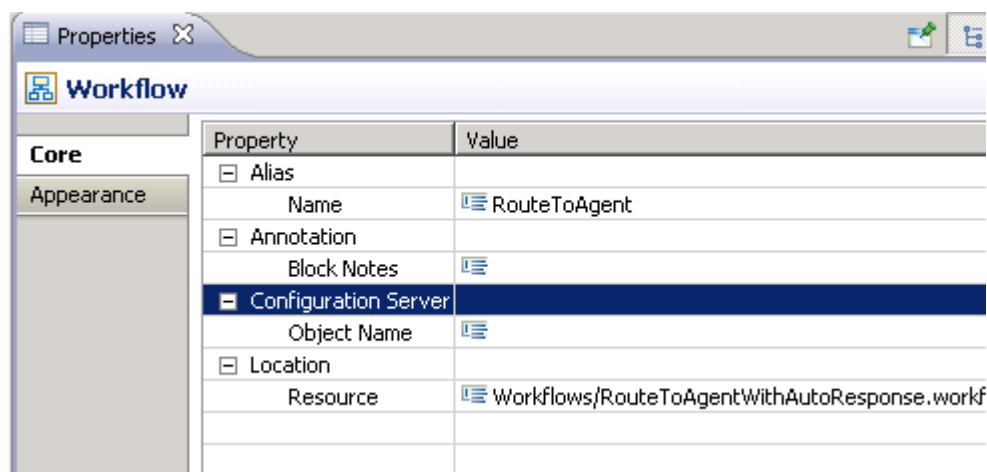 Properties
Workflow
Core
Appearance
Property Value
Alias
Name RouteToAgent
Annotation
Block Notes
Configuration Server
Object Name
Location
Resource Workflows/RouteToAgentWithAutoResponse.workf